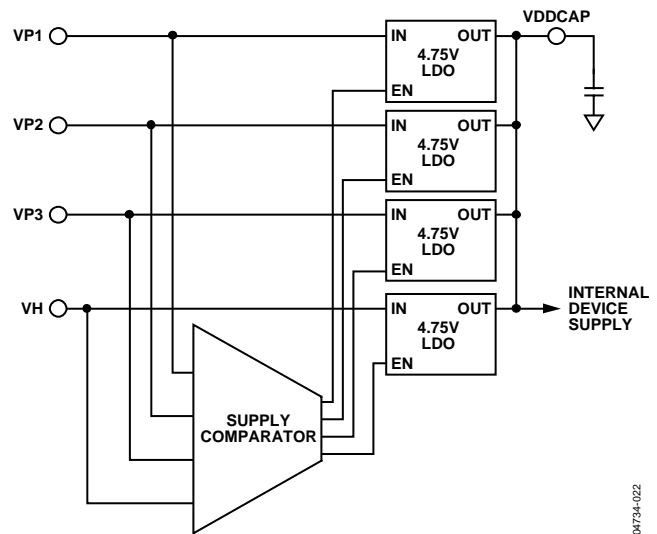 VDDCAP
VP1
IN
OUT
4.75V
LDO
EN
VP2
IN
OUT
4.75V
LDO
EN
VP3
IN
OUT
4.75V
LDO
EN
VH
IN
OUT
4.75V
LDO
EN
INTERNAL
DEVICE
SUPPLY
SUPPLY
COMPARATOR
04734-022